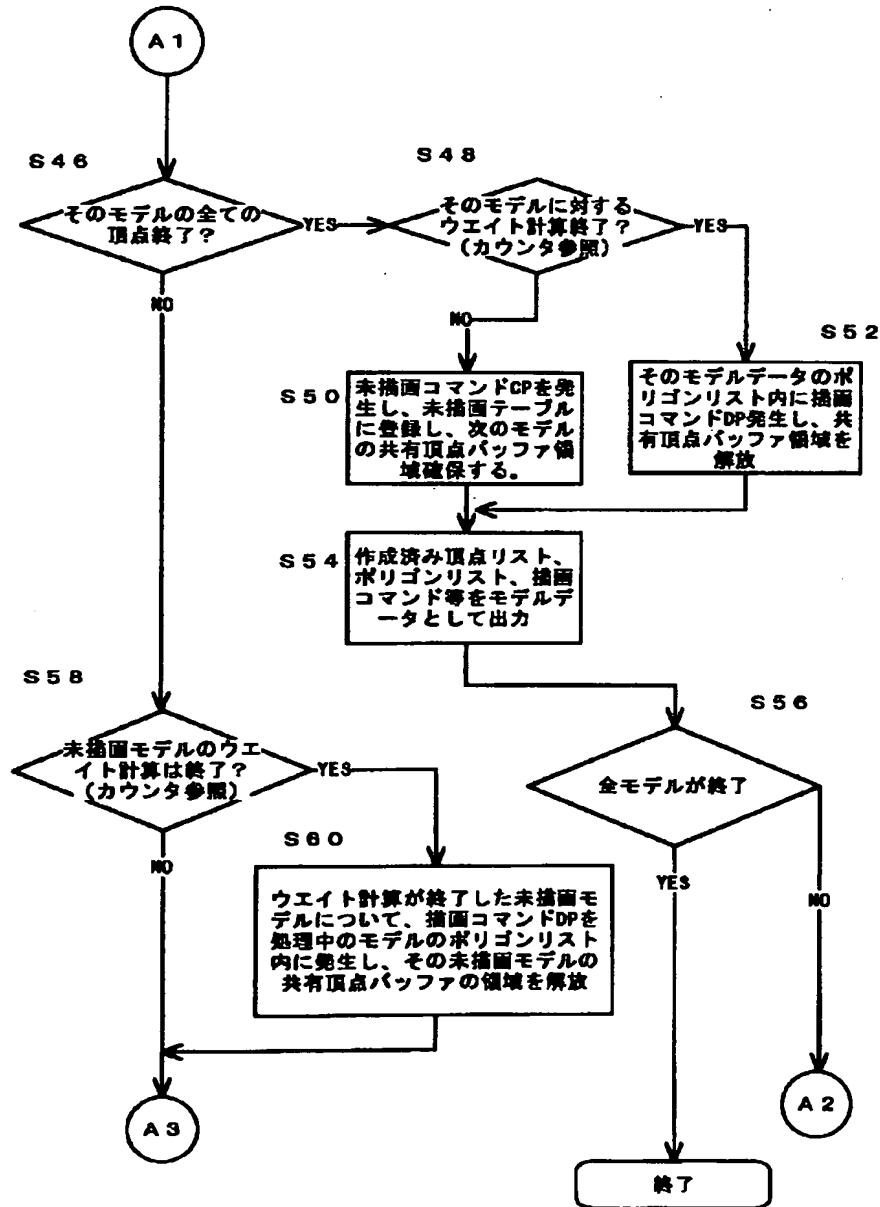 A1
S46
そのモデルの全ての
頂点終了？
YES
NO
S48
そのモデルに対する
ウエイト計算終了？
（カウンタ参照）
YES
NO
S50
未描画コマンドCPを発
生し、未描画テーブル
に登録し、次のモデル
の共有頂点バッファ領
域確保する。
S52
そのモデルデータのポ
リゴンリスト内に描画
コマンドDP発生し、共
有頂点バッファ領域を
解放
S54
作成済み頂点リスト、
ポリゴンリスト、描画
コマンド等をモデルデ
ータとして出力
S58
未描画モデルのウエ
イト計算は終了？
（カウンタ参照）
YES
NO
S56
全モデルが終了
YES
NO
S60
ウエイト計算が終了した未描画モ
デルについて、描画コマンドDPを
処理中のモデルのポリゴンリスト
内に発生し、その未描画モデルの
共有頂点バッファの領域を解放
A3
A2
終了